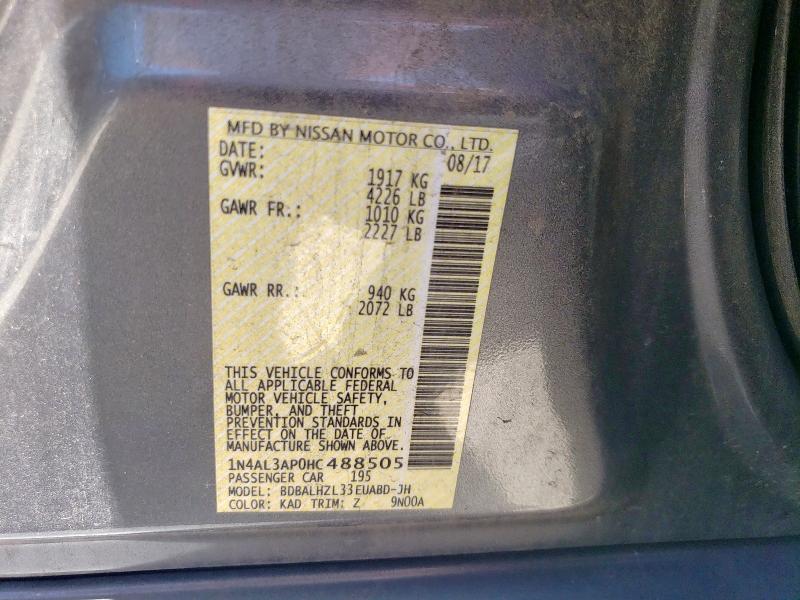 MFD BY NISSAN MOTOR CO., LTD.
DATE: 08/17
GVWR: 1917 KG
4226 LB
GAWR FR.: 1010 KG
2227 LB
GAWR RR.: 940 KG
2072 LB
195
THIS VEHICLE CONFORMS TO
ALL APPLICABLE FEDERAL
MOTOR VEHICLE SAFETY,
BUMPER, AND THEFT
PREVENTION STANDARDS IN
EFFECT ON THE DATE OF
MANUFACTURE SHOWN ABOVE.
1N4AL3AP0HC488505
PASSENGER CAR 195
MODEL: BDBALHZL33EUABD-JH
COLOR: KAD TRIM: Z 9N00A